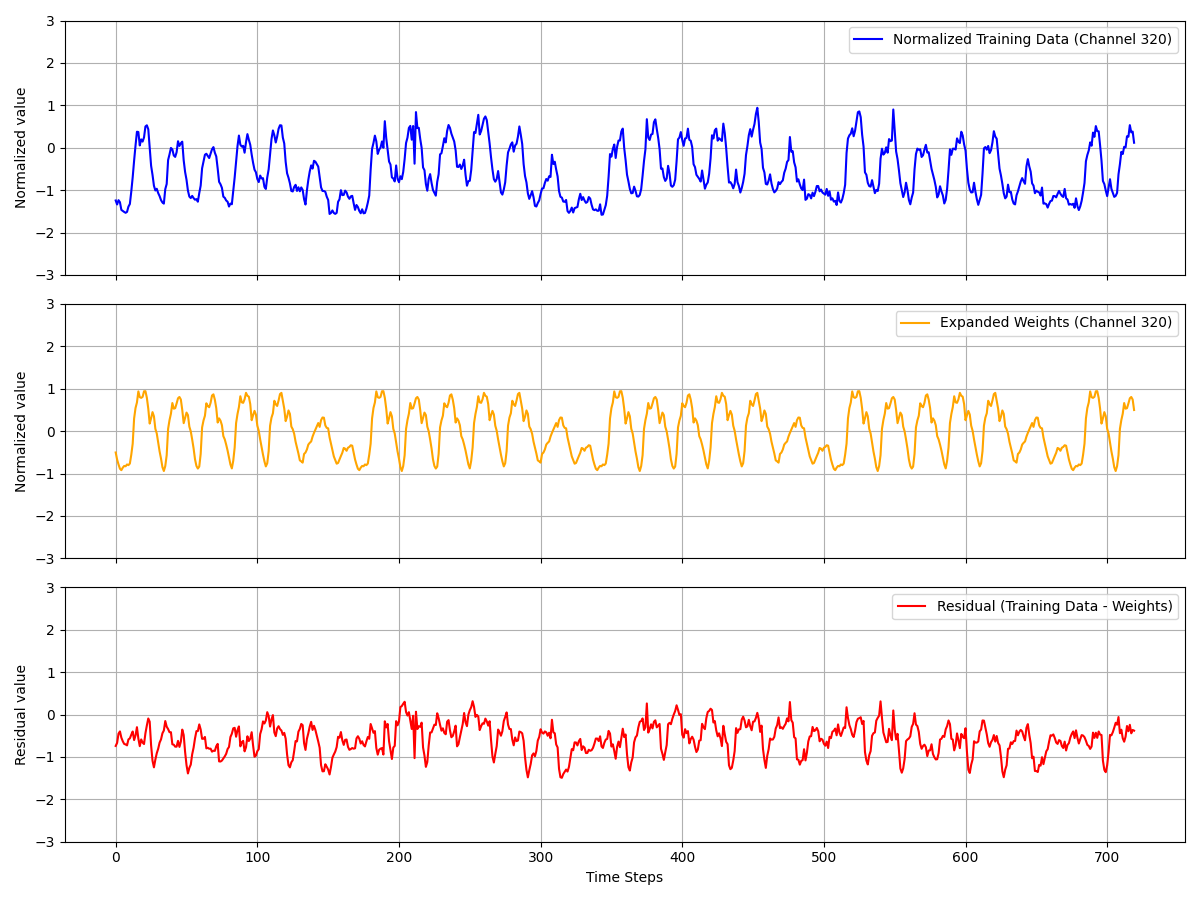 Normalized value
3
2
1
0
−1
−2
−3
Normalized Training Data (Channel 320)
Normalized value
3
2
1
0
−1
−2
−3
Expanded Weights (Channel 320)
Residual value
3
2
1
0
−1
−2
−3
Residual (Training Data - Weights)
0 100 200 300 400 500 600 700
Time Steps